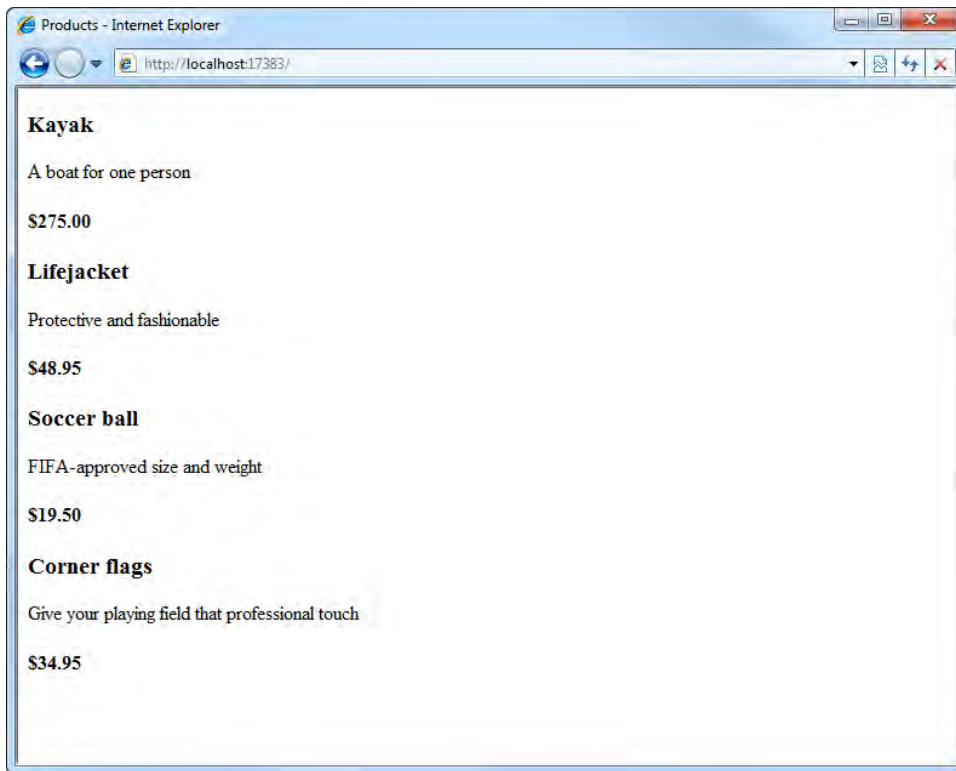 Products - Internet Explorer
http://localhost:17383/
Kayak
A boat for one person
$275.00
Lifejacket
Protective and fashionable
$48.95
Soccer ball
FIFA-approved size and weight
$19.50
Corner flags
Give your playing field that professional touch
$34.95